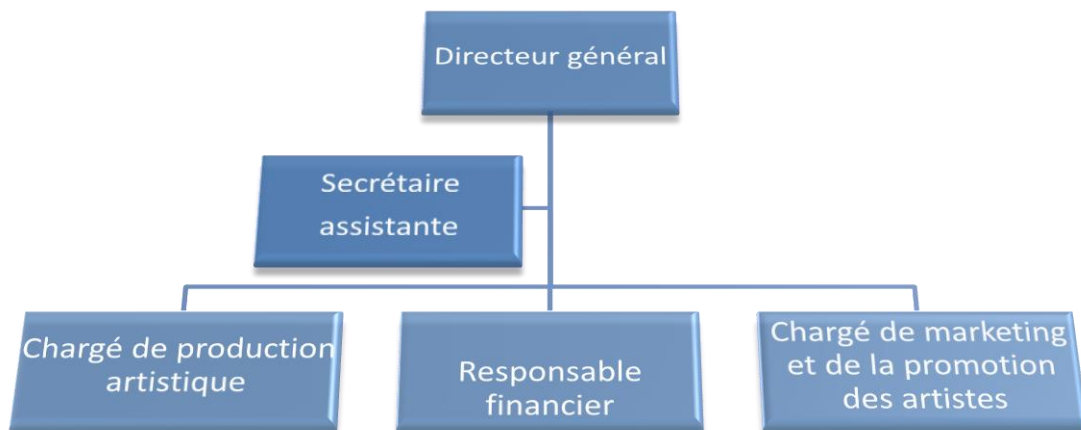 Directeur général
Secrétaire
assistante
Chargé de production
artistique
Responsable
financier
Chargé de marketing
et de la promotion
des artistes